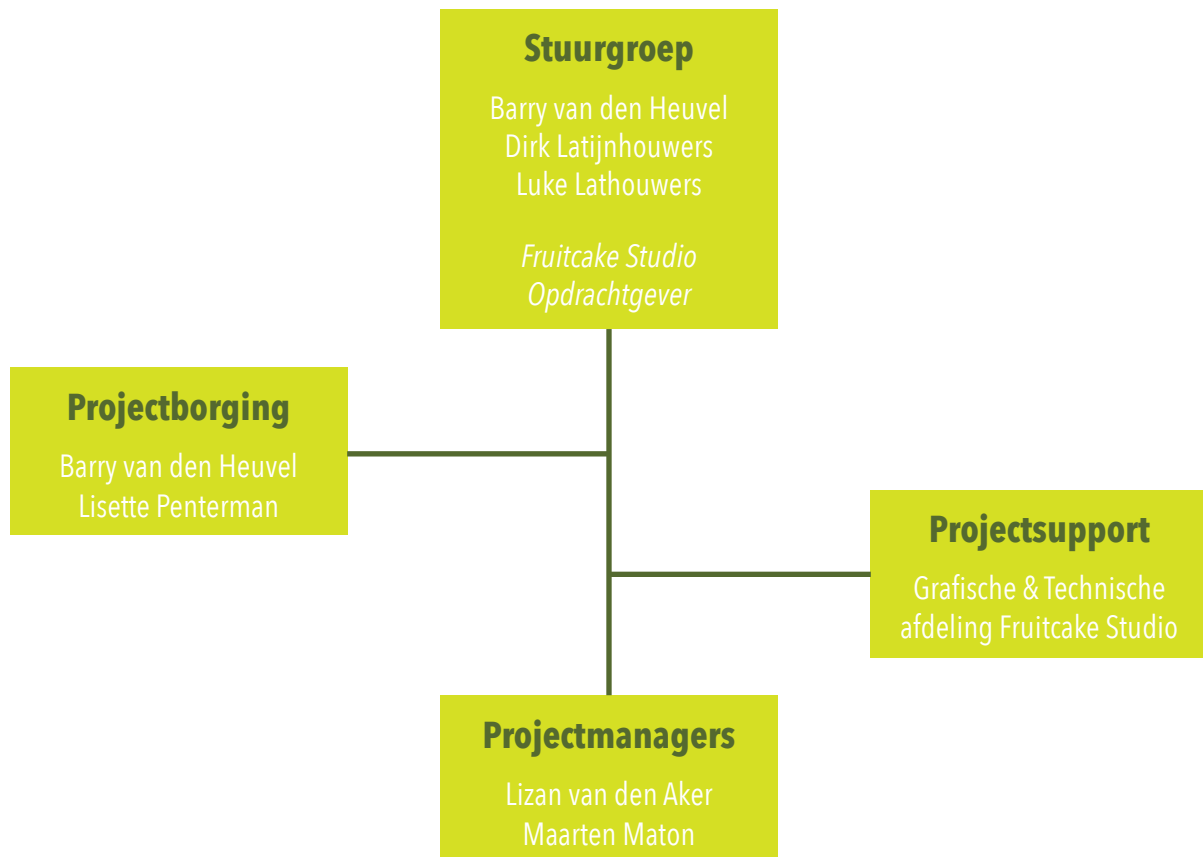 Stuurgroep
Barry van den Heuvel
Dirk Latijnhouwers
Luke Lathouwers
Fruitcake Studio
Opdrachtgever
Projectborging
Barry van den Heuvel
Lisette Penterman
Projectsupport
Grafische & Technische
afdeling Fruitcake Studio
Projectmanagers
Lizan van den Aker
Maarten Maton